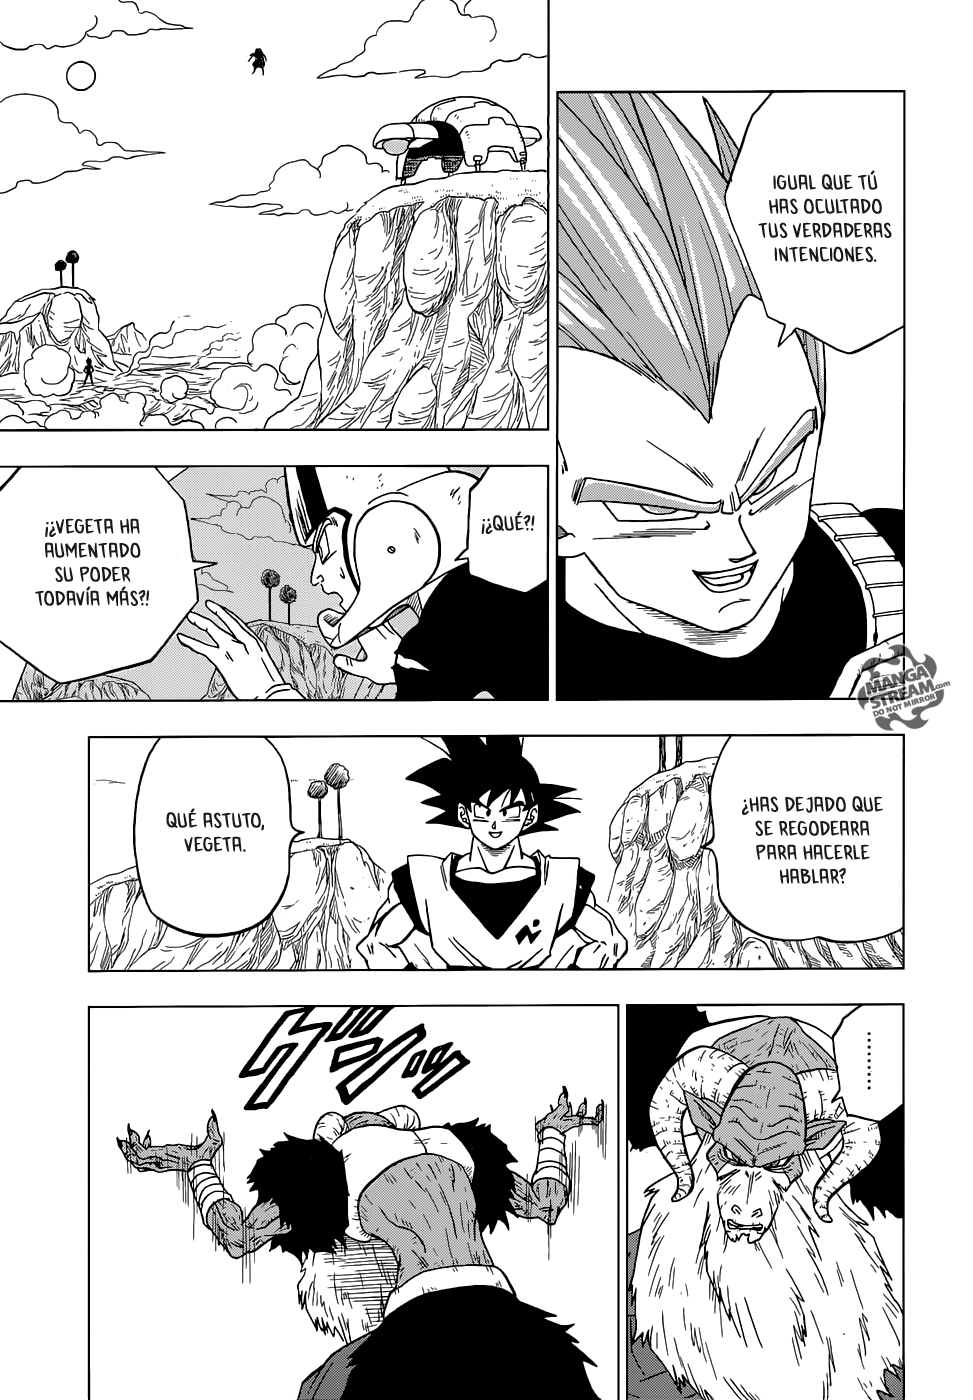 IGUAL QUE TÚ
HAS OCULTADO
TUS VERDADERAS
INTENCIONES.
¡¿QUÉ?!
¡¿VEGETA HA
AUMENTADO
SU PODER
TODAVÍA MÁS?!
MANGA
STREAM.com
DO NOT MIRROR
¿HAS DEJADO QUE
SE REGODEARA
PARA HACERLE
HABLAR?
QUÉ ASTUTO,
VEGETA.
........